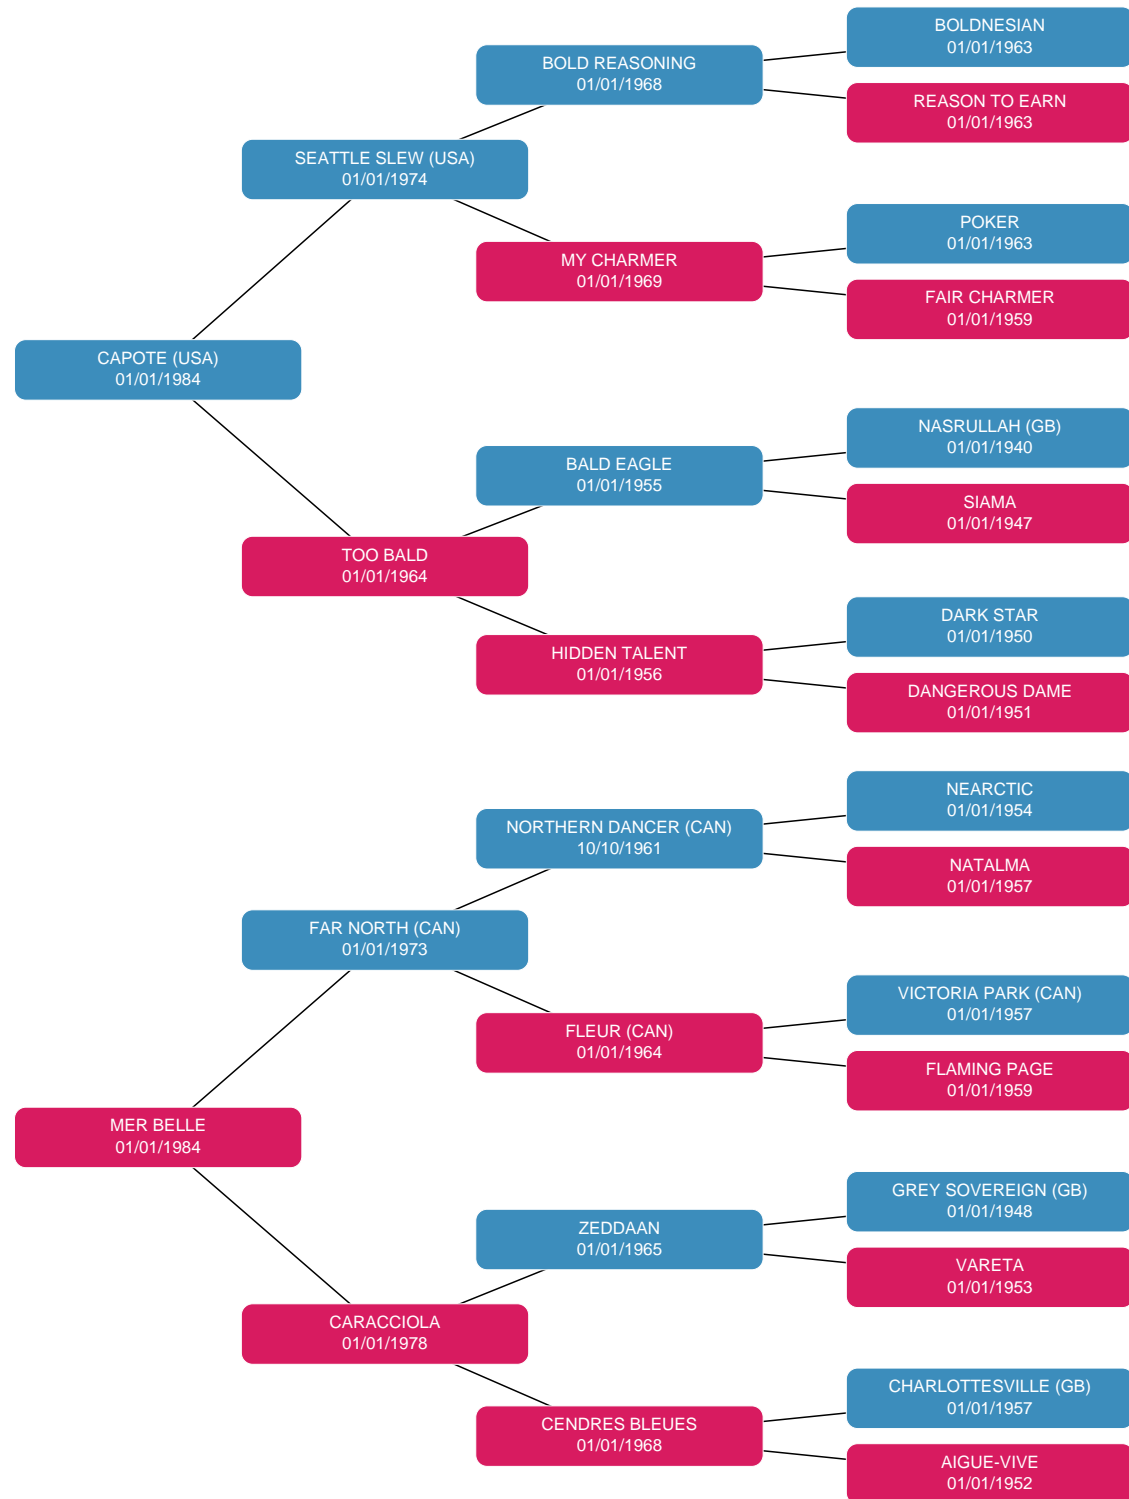 BOLDNESIAN
01/01/1963
BOLD REASONING
01/01/1968
REASON TO EARN
01/01/1963
SEATTLE SLEW (USA)
01/01/1974
POKER
01/01/1963
MY CHARMER
01/01/1969
FAIR CHARMER
01/01/1959
CAPOTE (USA)
01/01/1984
NASRULLAH (GB)
01/01/1940
BALD EAGLE
01/01/1955
SIAMA
01/01/1947
TOO BALD
01/01/1964
DARK STAR
01/01/1950
HIDDEN TALENT
01/01/1956
DANGEROUS DAME
01/01/1951
NEARCTIC
01/01/1954
NORTHERN DANCER (CAN)
10/10/1961
NATALMA
01/01/1957
FAR NORTH (CAN)
01/01/1973
VICTORIA PARK (CAN)
01/01/1957
FLEUR (CAN)
01/01/1964
FLAMING PAGE
01/01/1959
MER BELLE
01/01/1984
GREY SOVEREIGN (GB)
01/01/1948
ZEDDAAN
01/01/1965
VARETA
01/01/1953
CARACCIOLA
01/01/1978
CHARLOTTESVILLE (GB)
01/01/1957
CENDRES BLEUES
01/01/1968
AIGUE-VIVE
01/01/1952